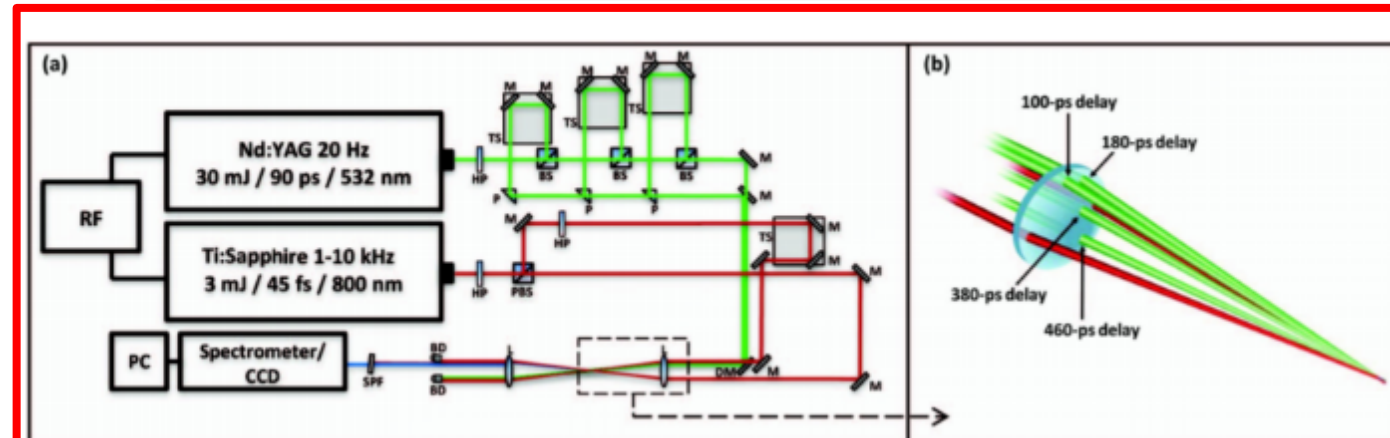 (a)
M M
M M
M M
TS
TS
TS
Nd:YAG 20 Hz
30 mJ / 90 ps / 532 nm
HP
BS
BS
BS
M
P
P
P
M
RF
M
HP
TS
M
M
Ti:Sapphire 1-10 kHz
3 mJ / 45 fs / 800 nm
HP
PBS
M
PC
Spectrometer/
CCD
SPF
BD
BD
L
L
DM
M
M
(b)
100-ps delay
180-ps delay
380-ps delay
460-ps delay